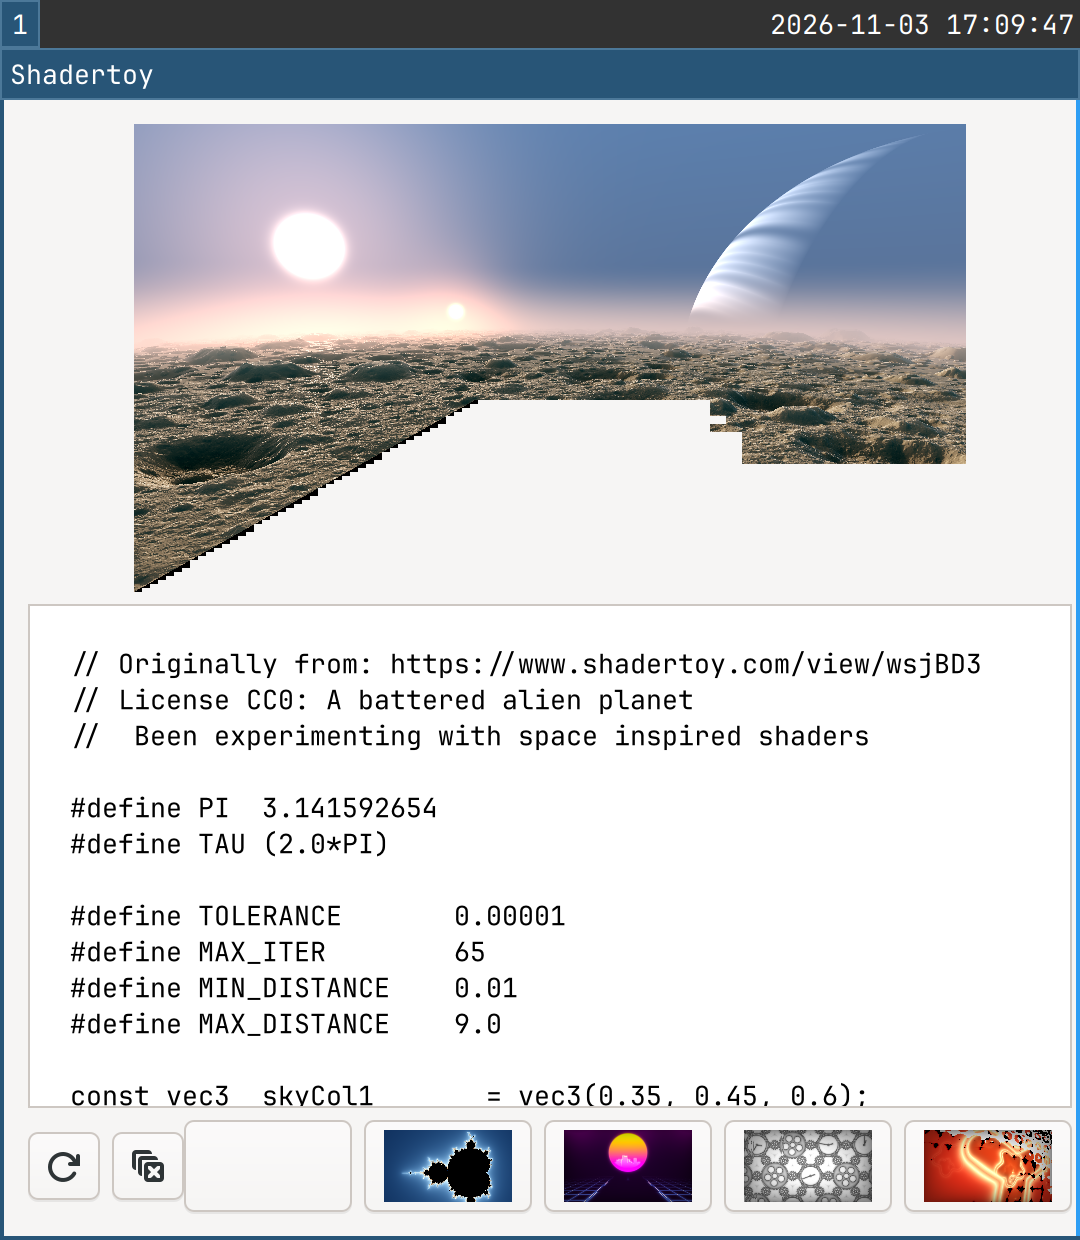 1
2026-11-03 17:09:47
Shadertoy
// Originally from: https://www.shadertoy.com/view/wsjBD3
// License CC0: A battered alien planet
//  Been experimenting with space inspired shaders
#define PI  3.141592654
#define TAU (2.0*PI)
#define TOLERANCE       0.00001
#define MAX_ITER        65
#define MIN_DISTANCE    0.01
#define MAX_DISTANCE    9.0
const vec3  skyCol1       = vec3(0.35, 0.45, 0.6);